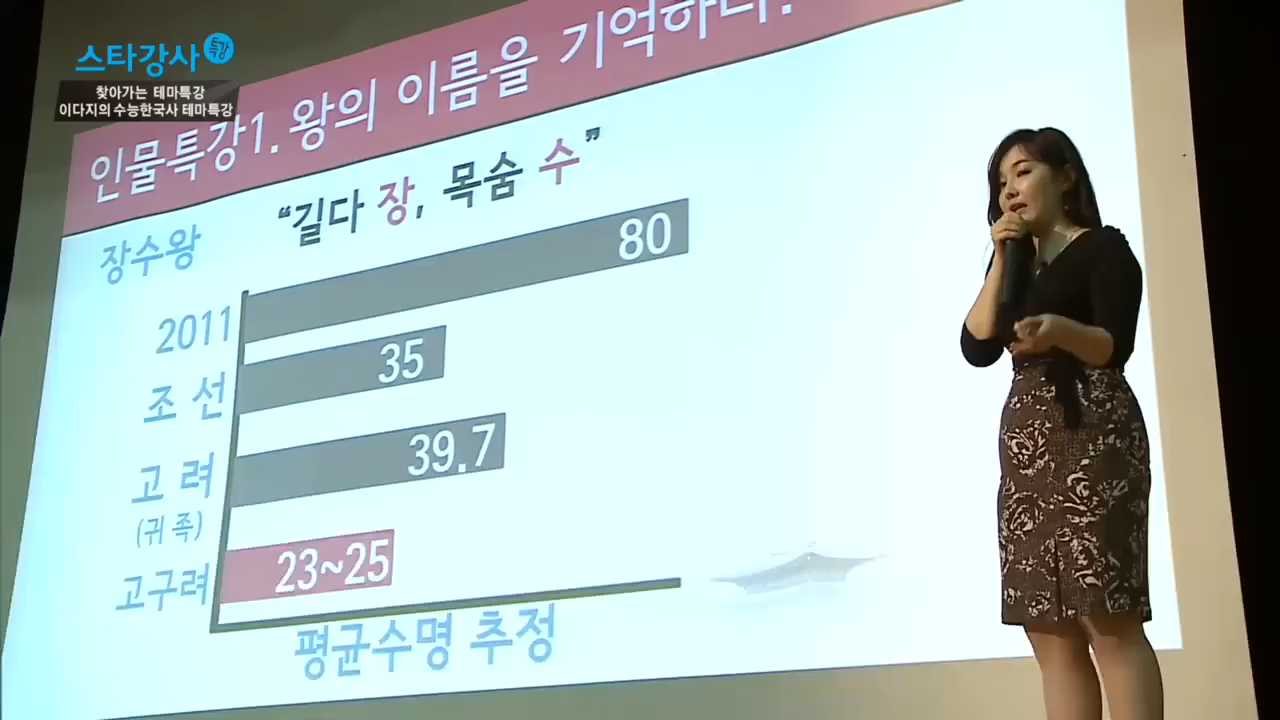 스타강사 특강
찾아가는 테마특강
이다지의 수능한국사 테마특강
인물특강1. 왕의 이름을 기억하라!
장수왕
“길다 장, 목숨 수”
2011
80
조 선
35
고 려
(귀 족)
39.7
고구려
23~25
평균수명 추정